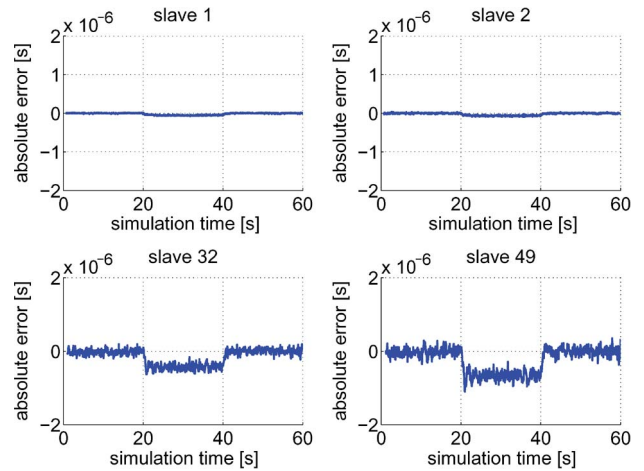 x 10⁻⁶ slave 1
absolute error [s]
2
1
0
−1
−2
0 20 40 60
simulation time [s]
x 10⁻⁶ slave 2
absolute error [s]
2
1
0
−1
−2
0 20 40 60
simulation time [s]
x 10⁻⁶ slave 32
absolute error [s]
2
0
−2
0 20 40 60
simulation time [s]
x 10⁻⁶ slave 49
absolute error [s]
2
0
−2
0 20 40 60
simulation time [s]